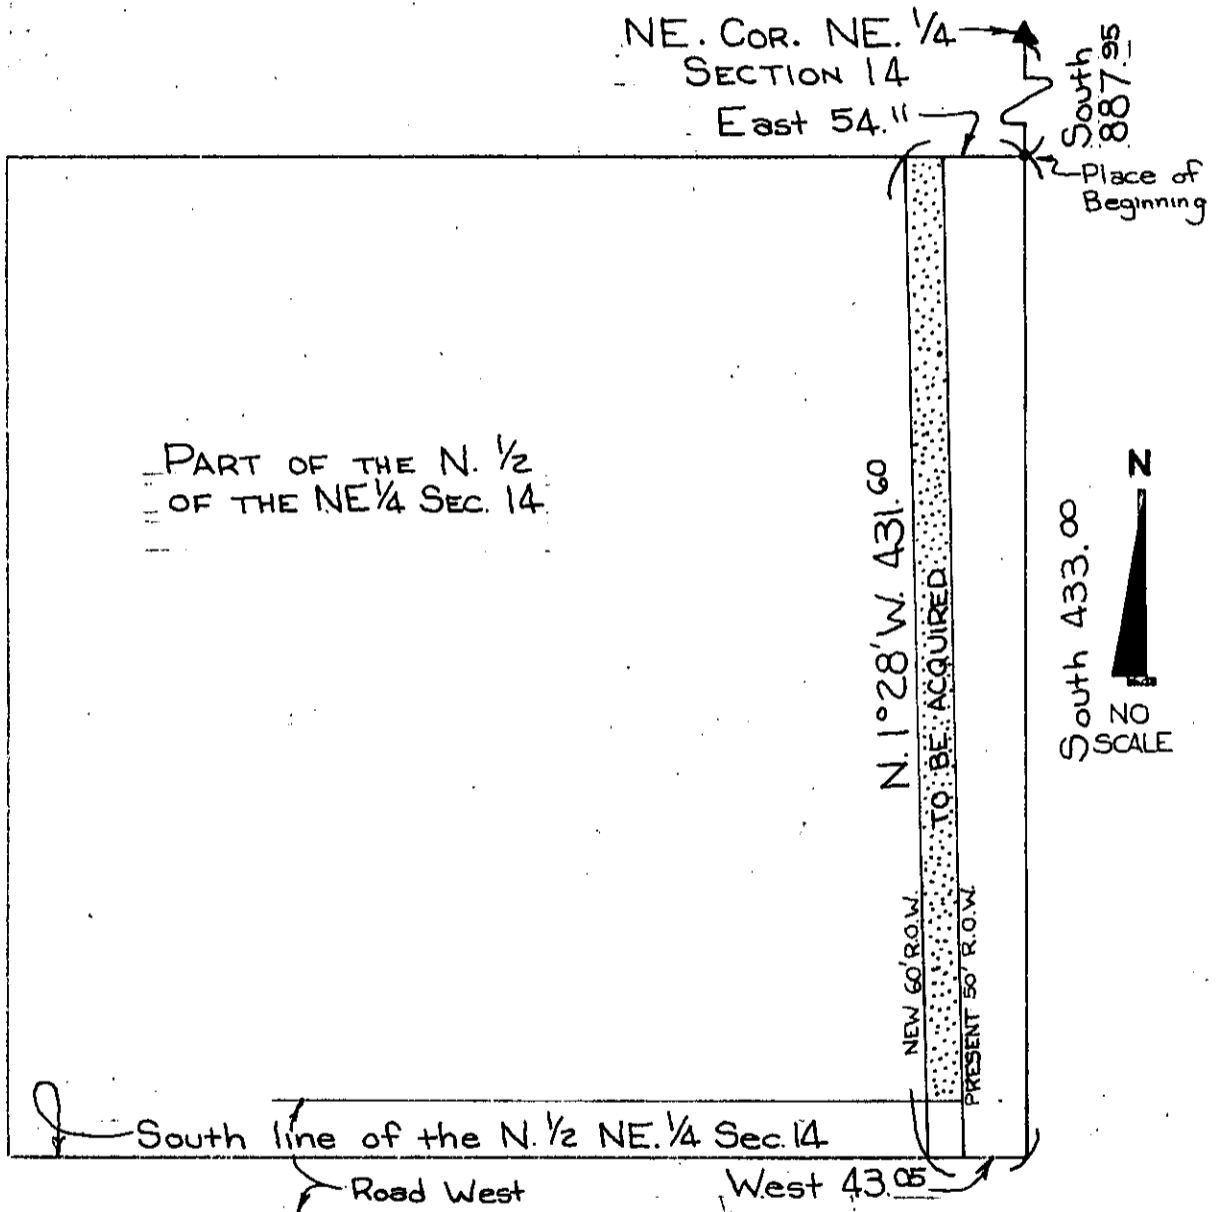 NE. COR. NE. 1/4
SECTION 14
East 54.11
South
887.95
Place of
Beginning
PART OF THE N. 1/2
OF THE NE 1/4 SEC. 14
N. 1°28' W. 431.60
TO BE ACQUIRED
South 433.00
N
NO
SCALE
NEW 60' R.O.W.
PRESENT 50' R.O.W.
South line of the N. 1/2 NE. 1/4 Sec. 14
Road West
West 43.05